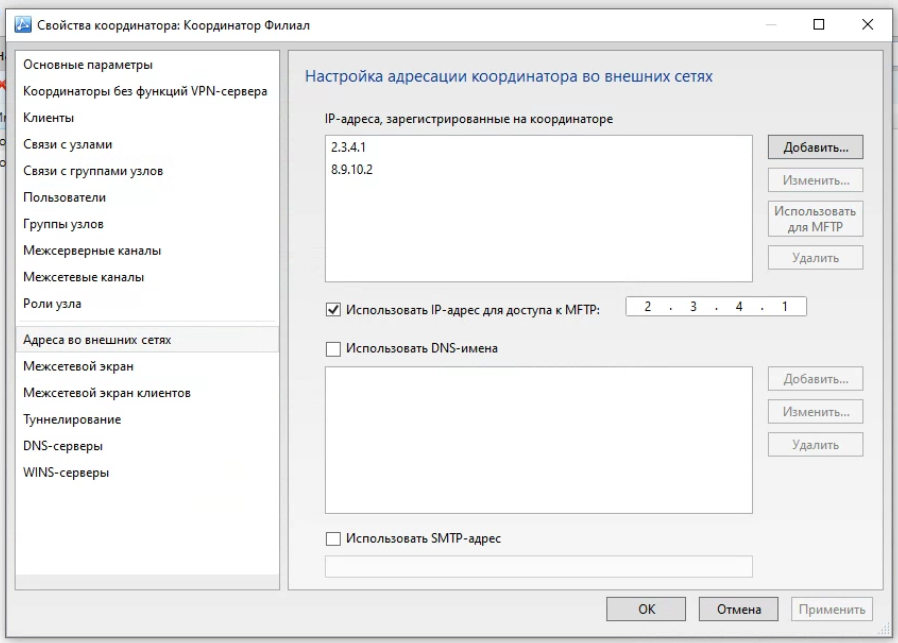 Свойства координатора: Координатор Филиал
Основные параметры
Координаторы без функций VPN-сервера
Клиенты
Связи с узлами
Связи с группами узлов
Пользователи
Группы узлов
Межсерверные каналы
Межсетевые каналы
Роли узла
Адреса во внешних сетях
Межсетевой экран
Межсетевой экран клиентов
Туннелирование
DNS-серверы
WINS-серверы
Настройка адресации координатора во внешних сетях
IP-адреса, зарегистрированные на координаторе
2.3.4.1
8.9.10.2
Добавить...
Изменить...
Использовать
для MFTP
Удалить
Использовать IP-адрес для доступа к MFTP:
2 . 3 . 4 . 1
Использовать DNS-имена
Добавить...
Изменить...
Удалить
Использовать SMTP-адрес
ОК
Отмена
Применить